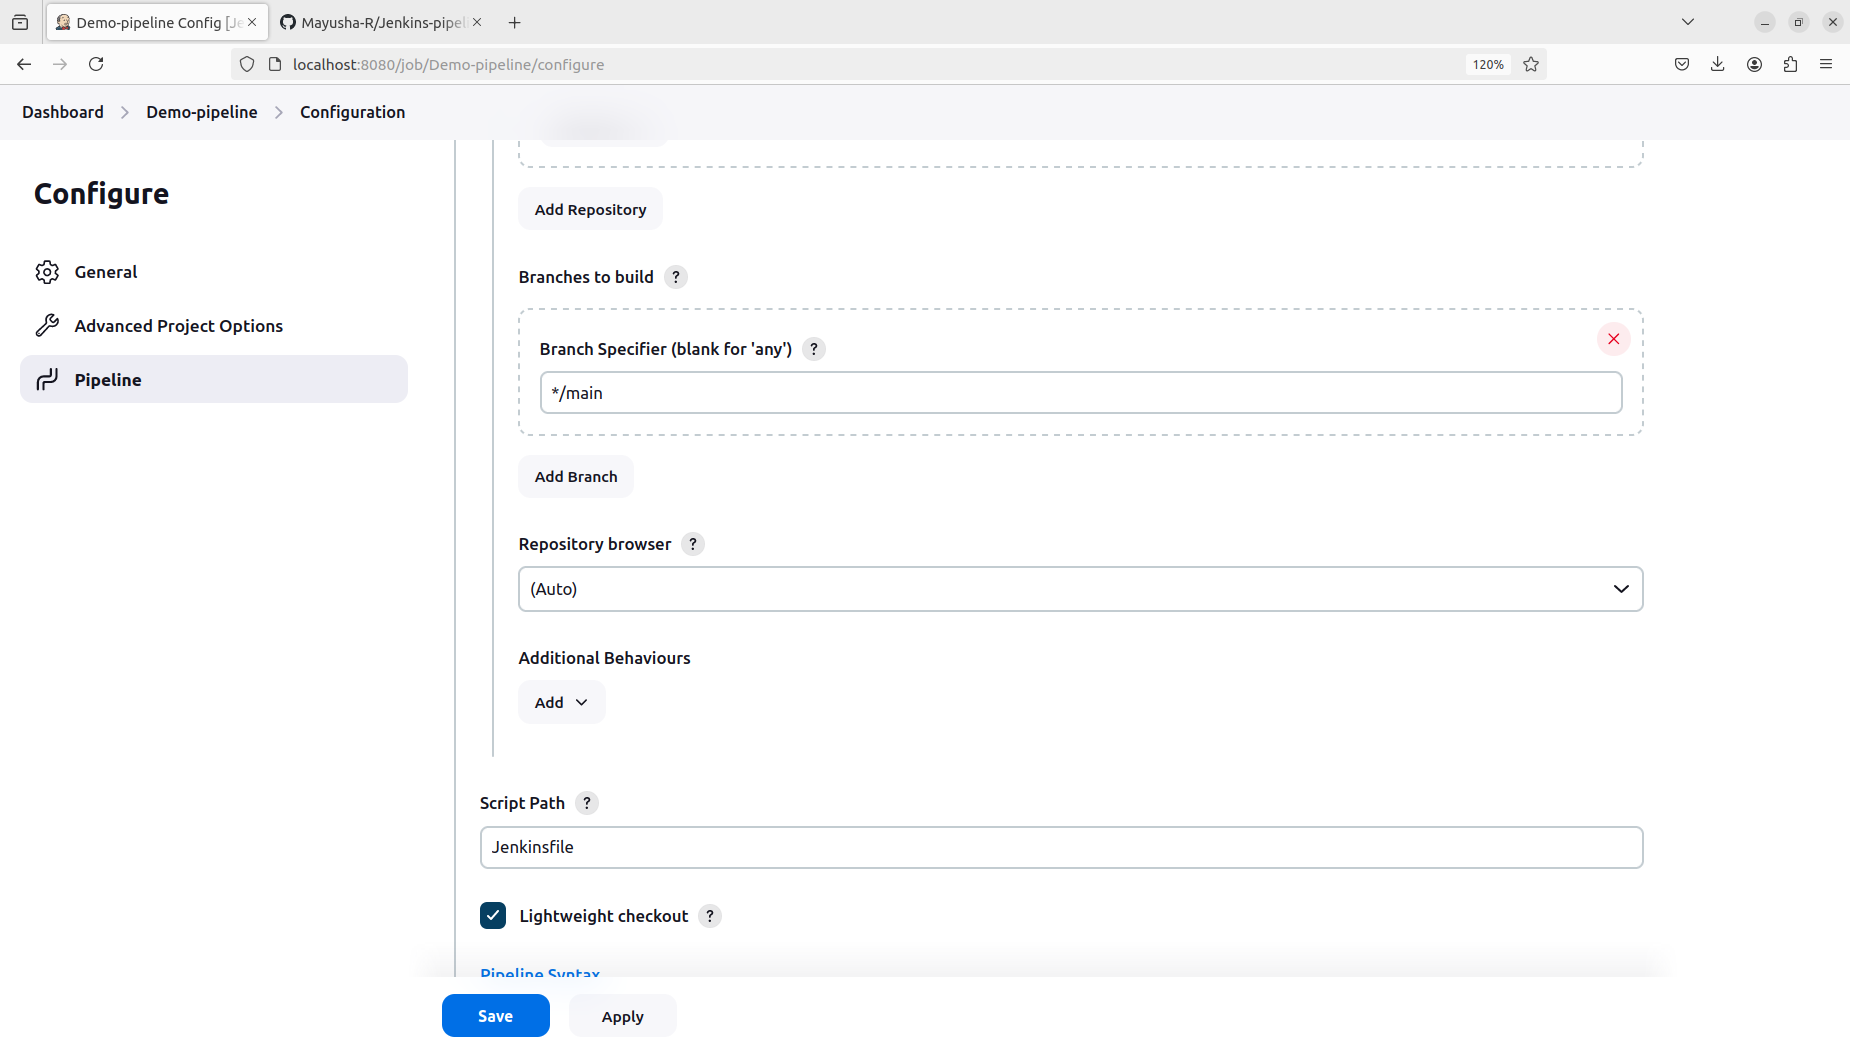 Demo-pipeline Config [Je
Mayusha-R/Jenkins-pipel
localhost:8080/job/Demo-pipeline/configure
120%
Dashboard
Demo-pipeline
Configuration
Configure
General
Advanced Project Options
Pipeline
Add Repository
Branches to build ?
Branch Specifier (blank for 'any') ?
*/main
Add Branch
Repository browser ?
(Auto)
Additional Behaviours
Add
Script Path ?
Jenkinsfile
Lightweight checkout ?
Pipeline Syntax
Save
Apply